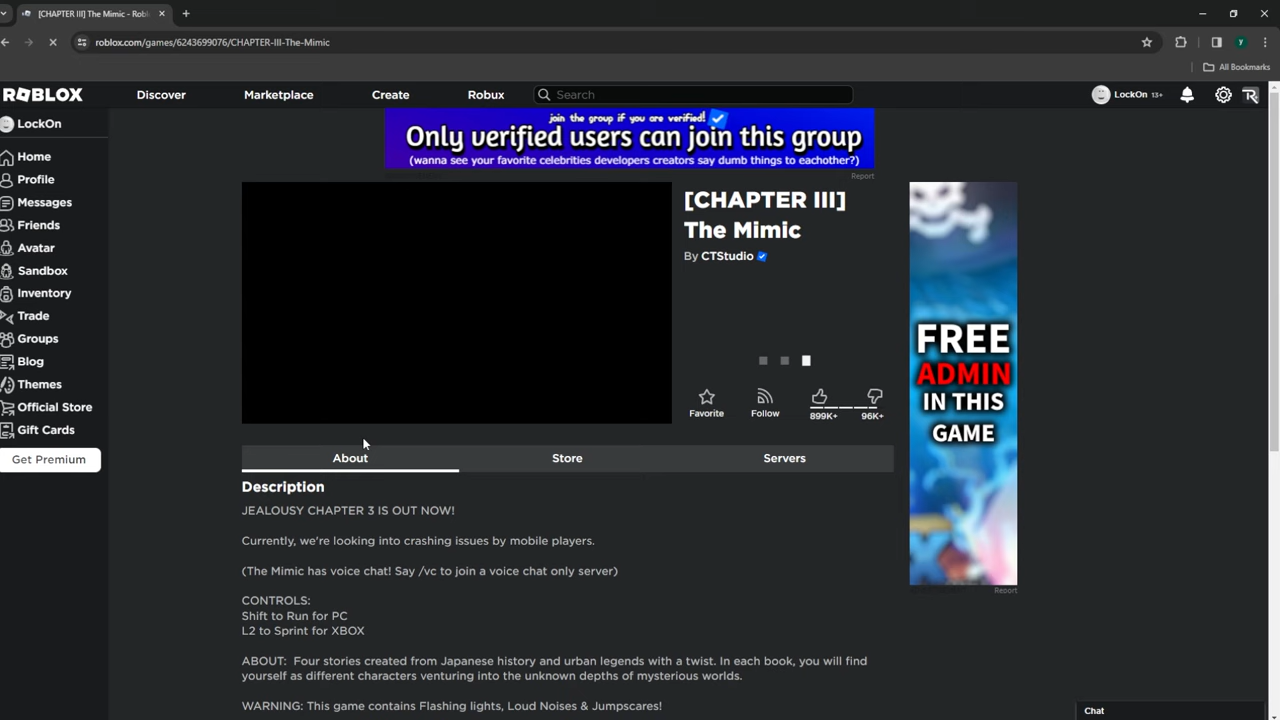 [CHAPTER III] The Mimic - Robl
roblox.com/games/6243699076/CHAPTER-III-The-Mimic
y
All Bookmarks
ROBLOX
Discover
Marketplace
Create
Robux
Search
LockOn 13+
LockOn
Home
Profile
Messages
Friends
Avatar
Sandbox
Inventory
Trade
Groups
Blog
Themes
Official Store
Gift Cards
Get Premium
join the group if you are verified!
Only verified users can join this group
(wanna see your favorite celebrities developers creators say dumb things to eachother?)
Report
[CHAPTER III]
The Mimic
By CTStudio
Favorite
Follow
899K+
96K+
FREE
ADMIN
IN THIS
GAME
Report
About
Store
Servers
Description
JEALOUSY CHAPTER 3 IS OUT NOW!
Currently, we're looking into crashing issues by mobile players.
(The Mimic has voice chat! Say /vc to join a voice chat only server)
CONTROLS:
Shift to Run for PC
L2 to Sprint for XBOX
ABOUT: Four stories created from Japanese history and urban legends with a twist. In each book, you will find
yourself as different characters venturing into the unknown depths of mysterious worlds.
WARNING: This game contains Flashing lights, Loud Noises & Jumpscares!
Chat